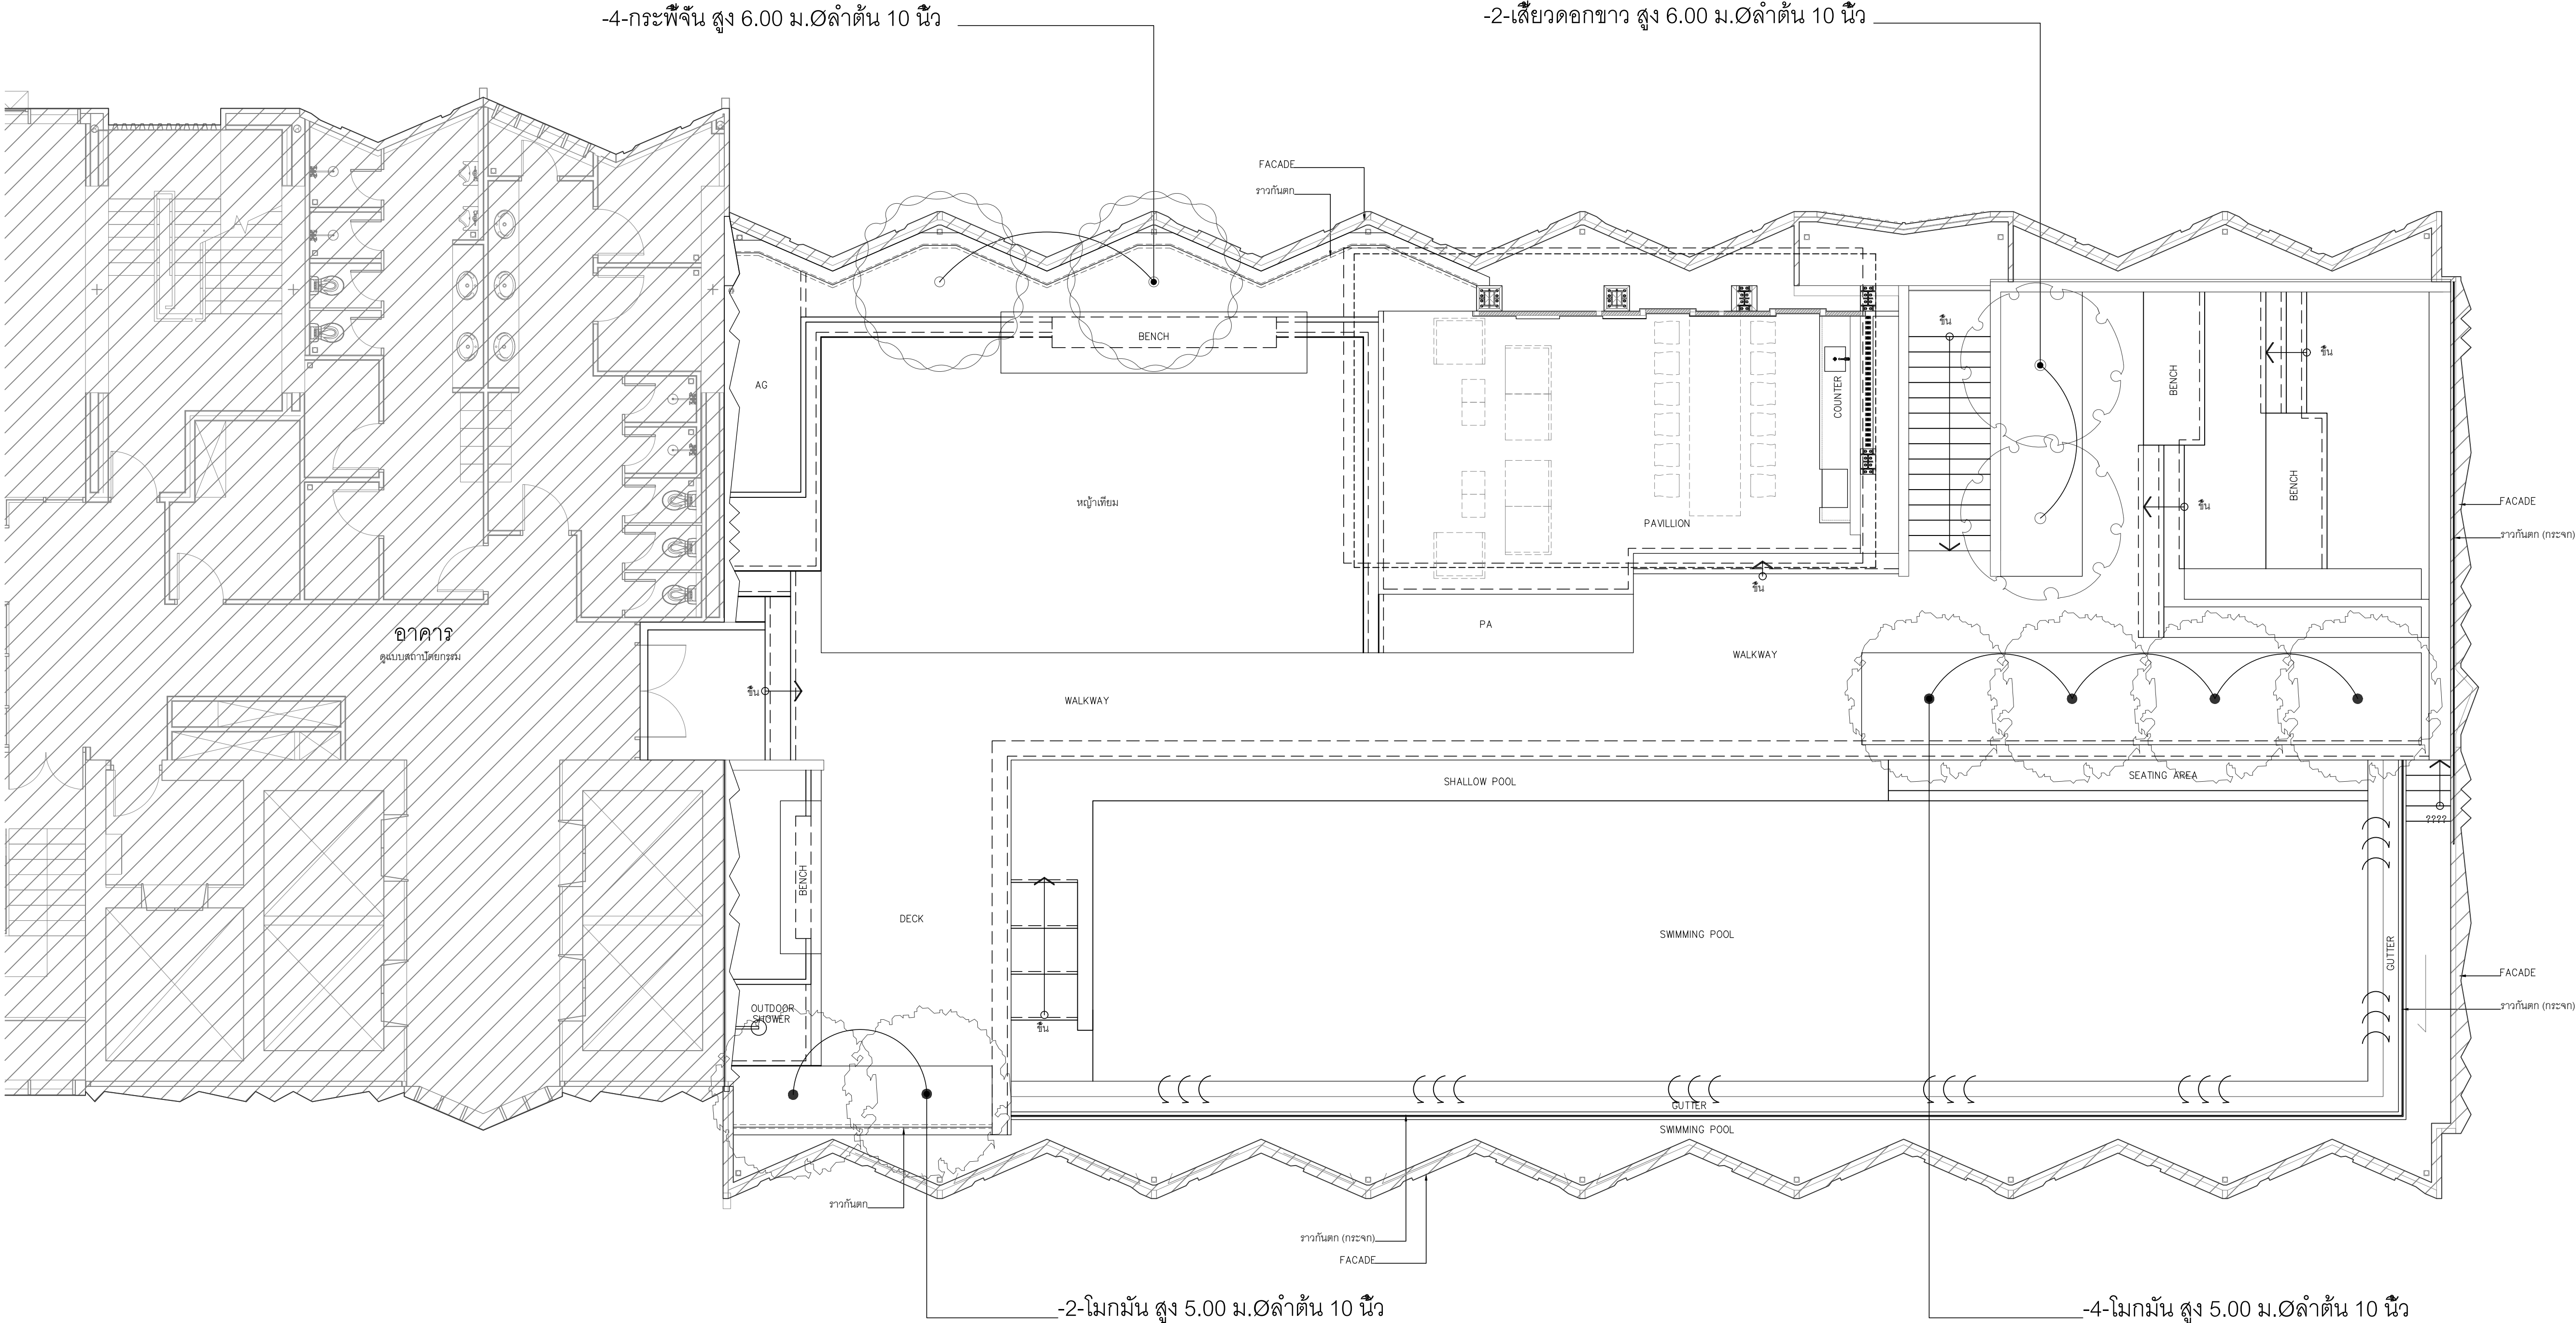 -4-กระพี้จั่น สูง 6.00 ม.Øลำต้น 10 นิ้ว
-2-เสี้ยวดอกขาว สูง 6.00 ม.Øลำต้น 10 นิ้ว
FACADE
ราวกันตก
BENCH
AG
หญ้าเทียม
COUNTER
PAVILLION
PA
ขึ้น
ขึ้น
BENCH
ขึ้น
BENCH
ขึ้น
FACADE
ราวกันตก (กระจก)
อาคาร
ดูแบบสถาปัตยกรรม
ขึ้น
WALKWAY
WALKWAY
SHALLOW POOL
SEATING AREA
????
BENCH
DECK
SWIMMING POOL
GUTTER
FACADE
ราวกันตก (กระจก)
OUTDOOR
SHOWER
ขึ้น
GUTTER
SWIMMING POOL
ราวกันตก
ราวกันตก (กระจก)
FACADE
-2-โมกมัน สูง 5.00 ม.Øลำต้น 10 นิ้ว
-4-โมกมัน สูง 5.00 ม.Øลำต้น 10 นิ้ว